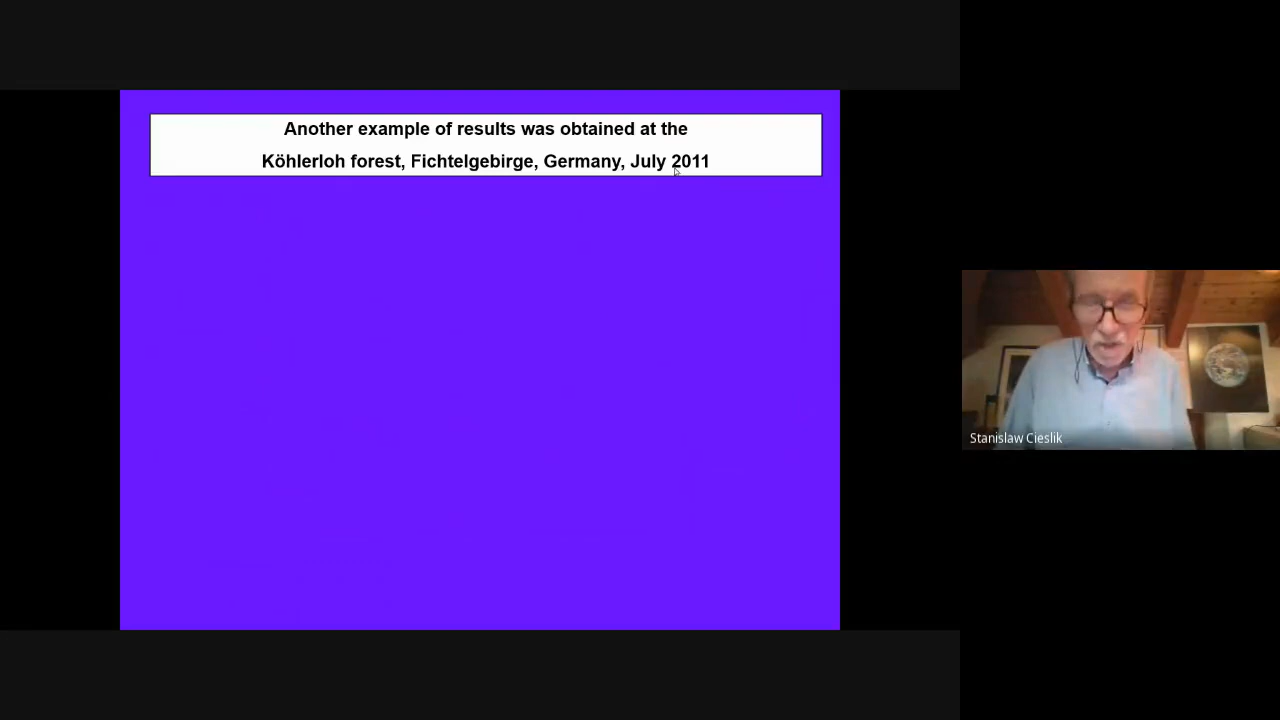 Another example of results was obtained at the
Köhlerloh forest, Fichtelgebirge, Germany, July 2011
Stanislaw Cieslik